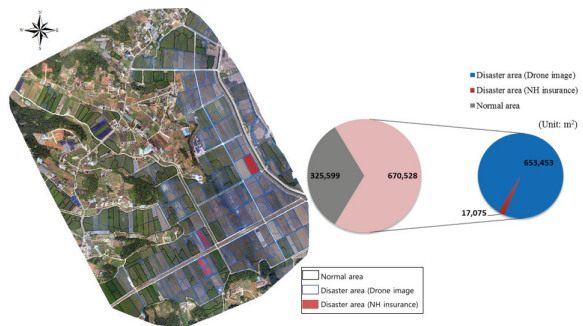 N
W
E
S
Disaster area (Drone image)
Disaster area (NH insurance)
Normal area
(Unit: m²)
325,599
670,528
653,453
17,075
Normal area
Disaster area (Drone image
Disaster area (NH insurance)